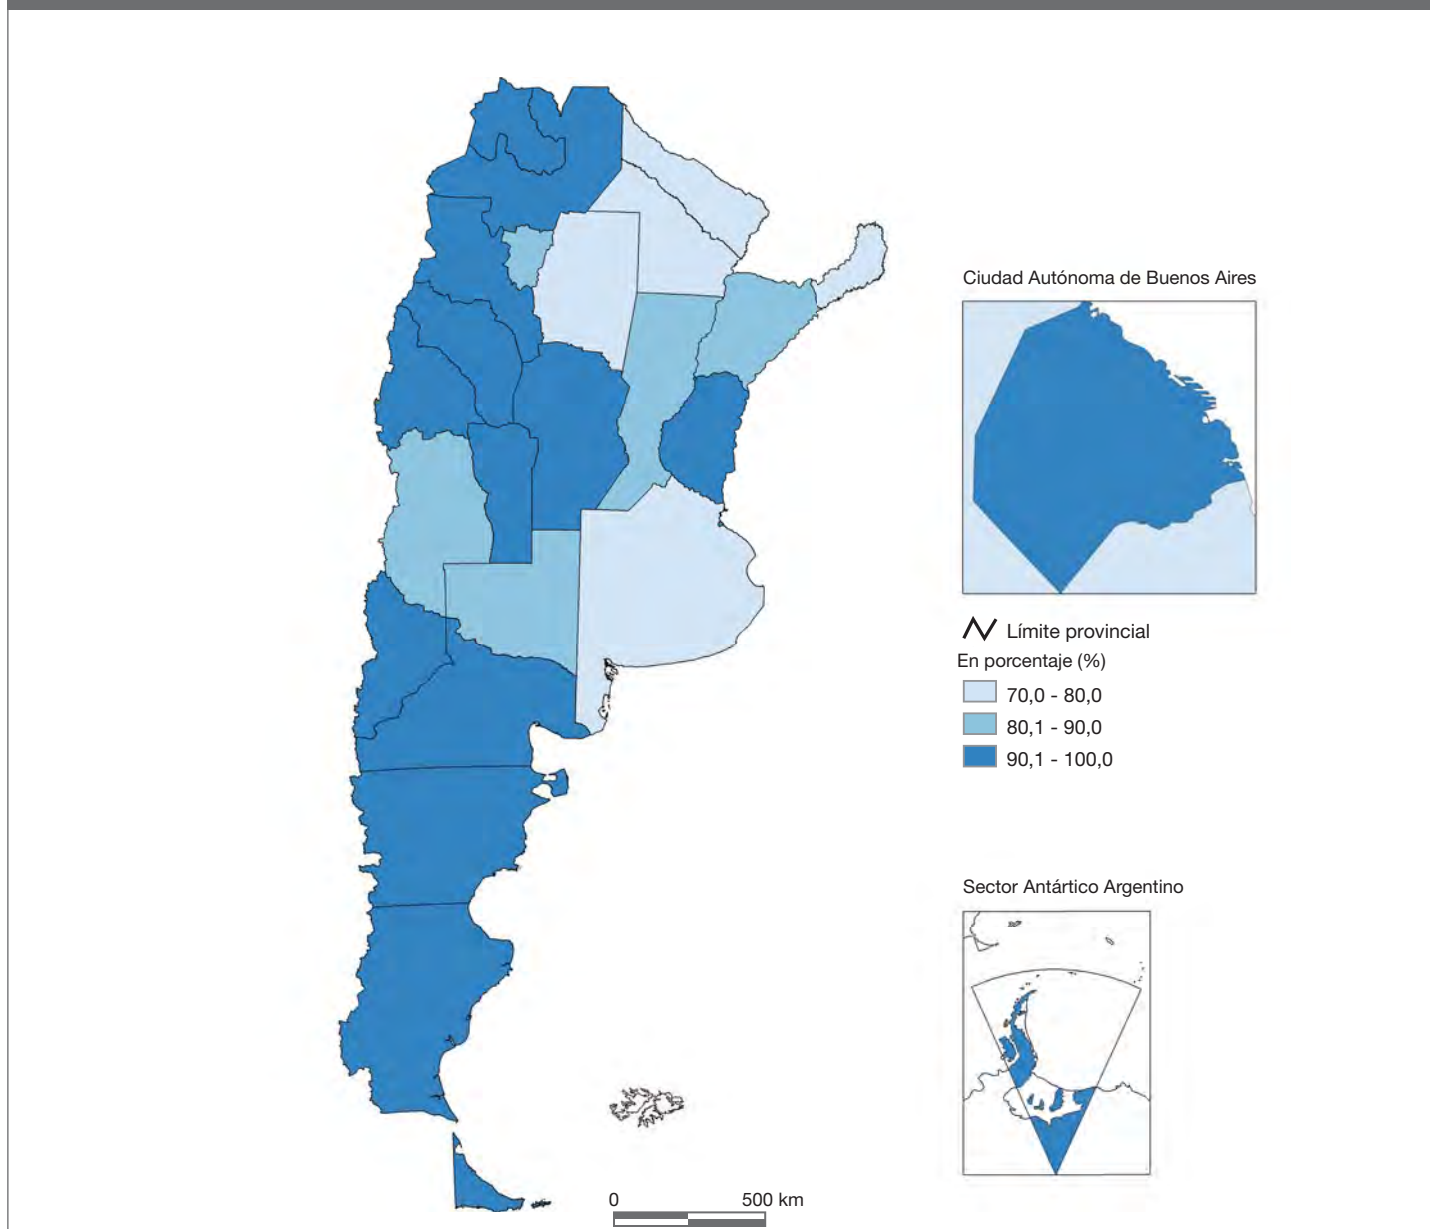 Ciudad Autónoma de Buenos Aires
Límite provincial
En porcentaje (%)
70,0 - 80,0
80,1 - 90,0
90,1 - 100,0
Sector Antártico Argentino
0 500 km